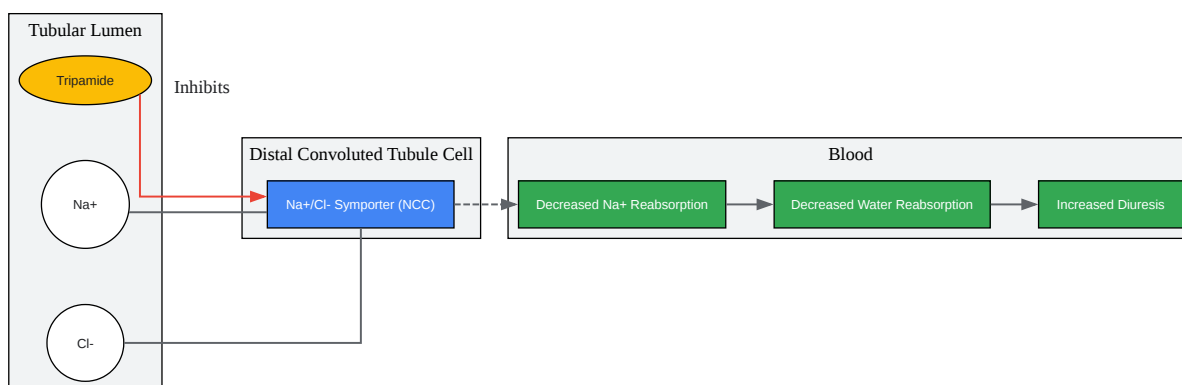 Tubular Lumen
Tripamide
Inhibits
Distal Convoluted Tubule Cell
Blood
Na+
Na+/Cl- Symporter (NCC)
Decreased Na+ Reabsorption
Decreased Water Reabsorption
Increased Diuresis
Cl-